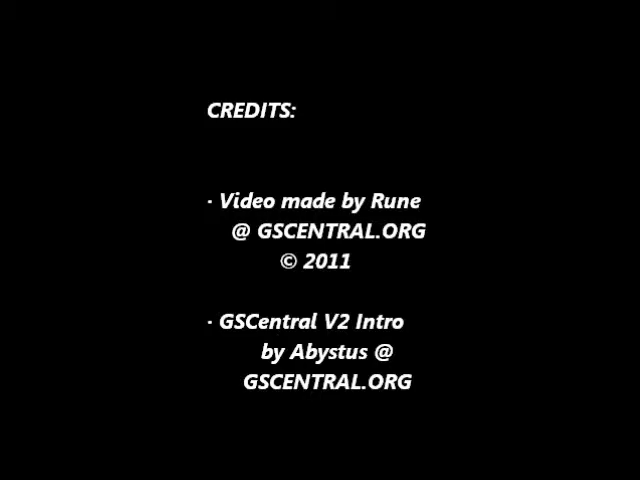 CREDITS:
· Video made by Rune
@ GSCENTRAL.ORG
© 2011
· GSCentral V2 Intro
by Abystus @
GSCENTRAL.ORG